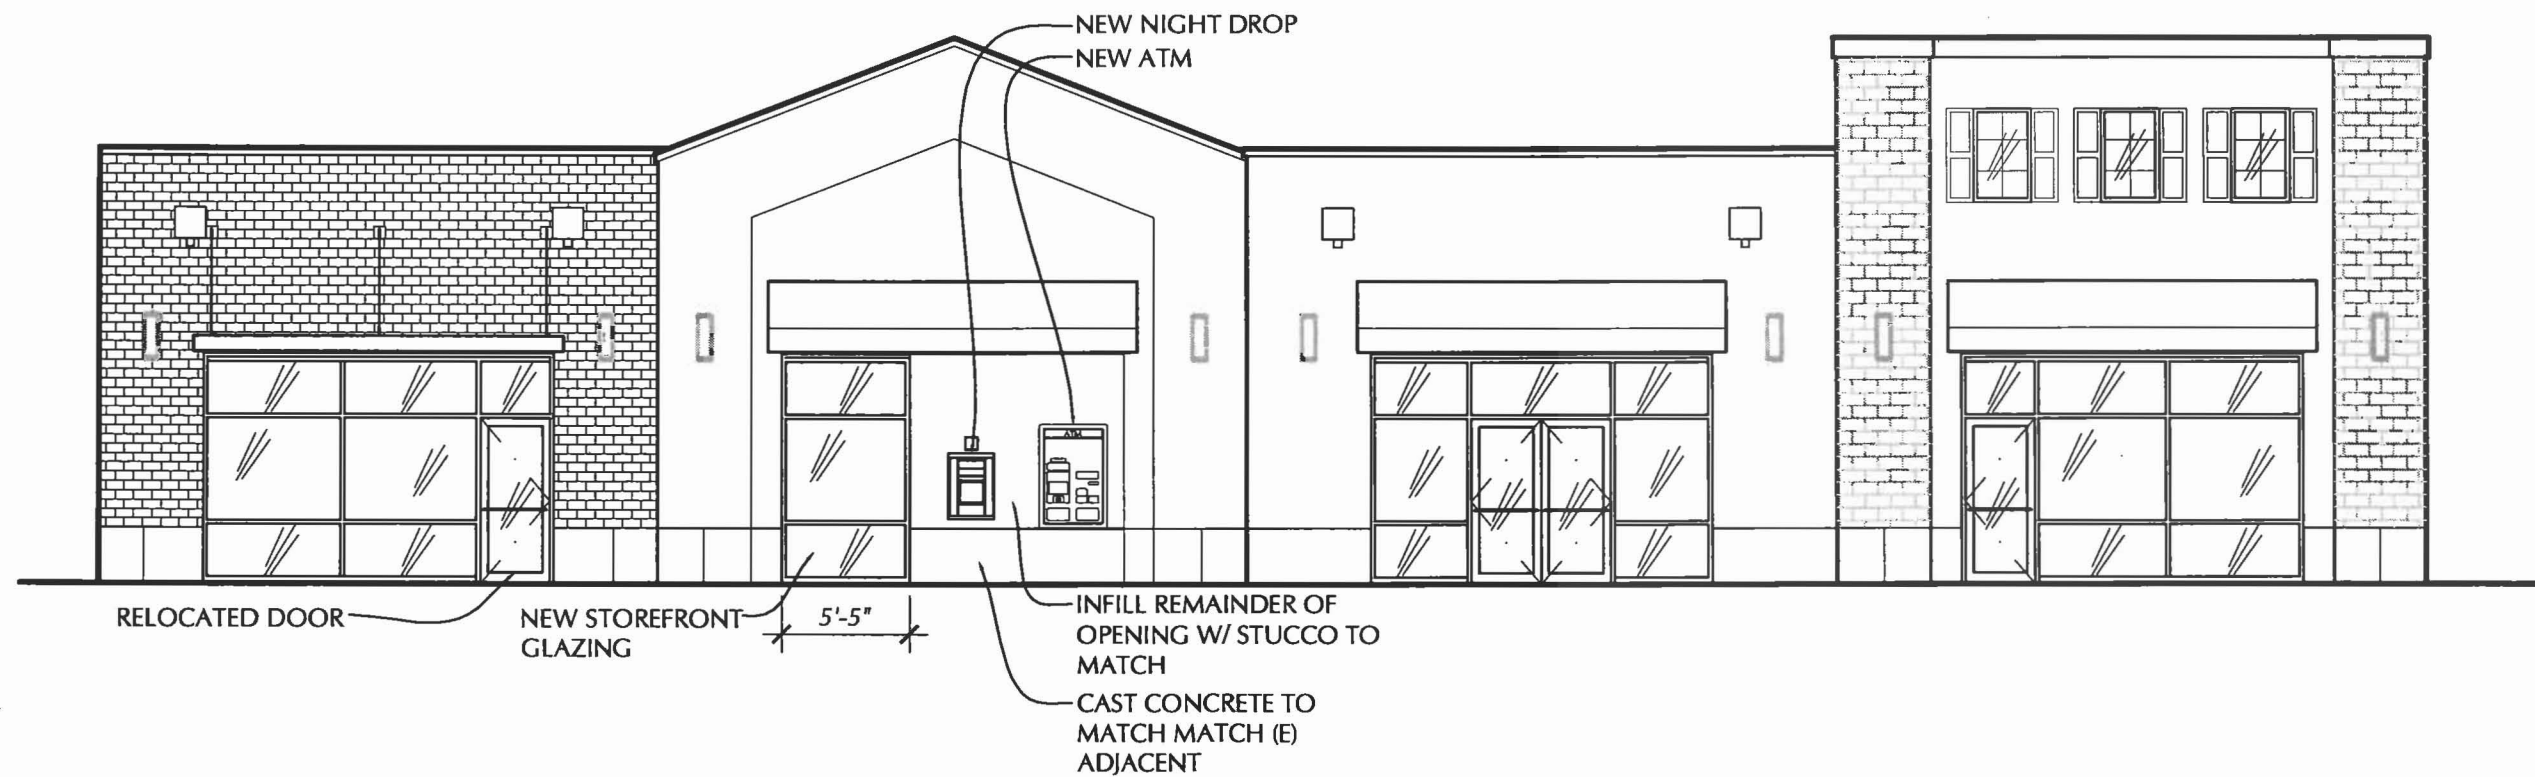 NEW NIGHT DROP
NEW ATM
ATM
RELOCATED DOOR
NEW STOREFRONT
GLAZING
5'-5"
INFILL REMAINDER OF
OPENING W/ STUCCO TO
MATCH
CAST CONCRETE TO
MATCH MATCH (E)
ADJACENT